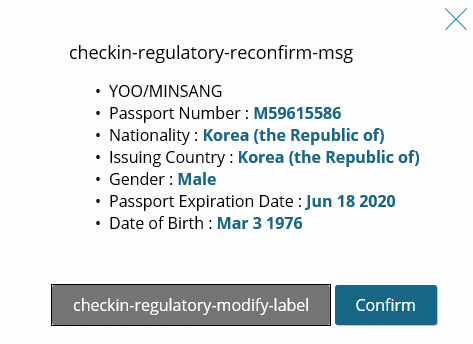 checkin-regulatory-reconfirm-msg
• YOO/MINSANG
• Passport Number : M59615586
• Nationality : Korea (the Republic of)
• Issuing Country : Korea (the Republic of)
• Gender : Male
• Passport Expiration Date : Jun 18 2020
• Date of Birth : Mar 3 1976
checkin-regulatory-modify-label Confirm